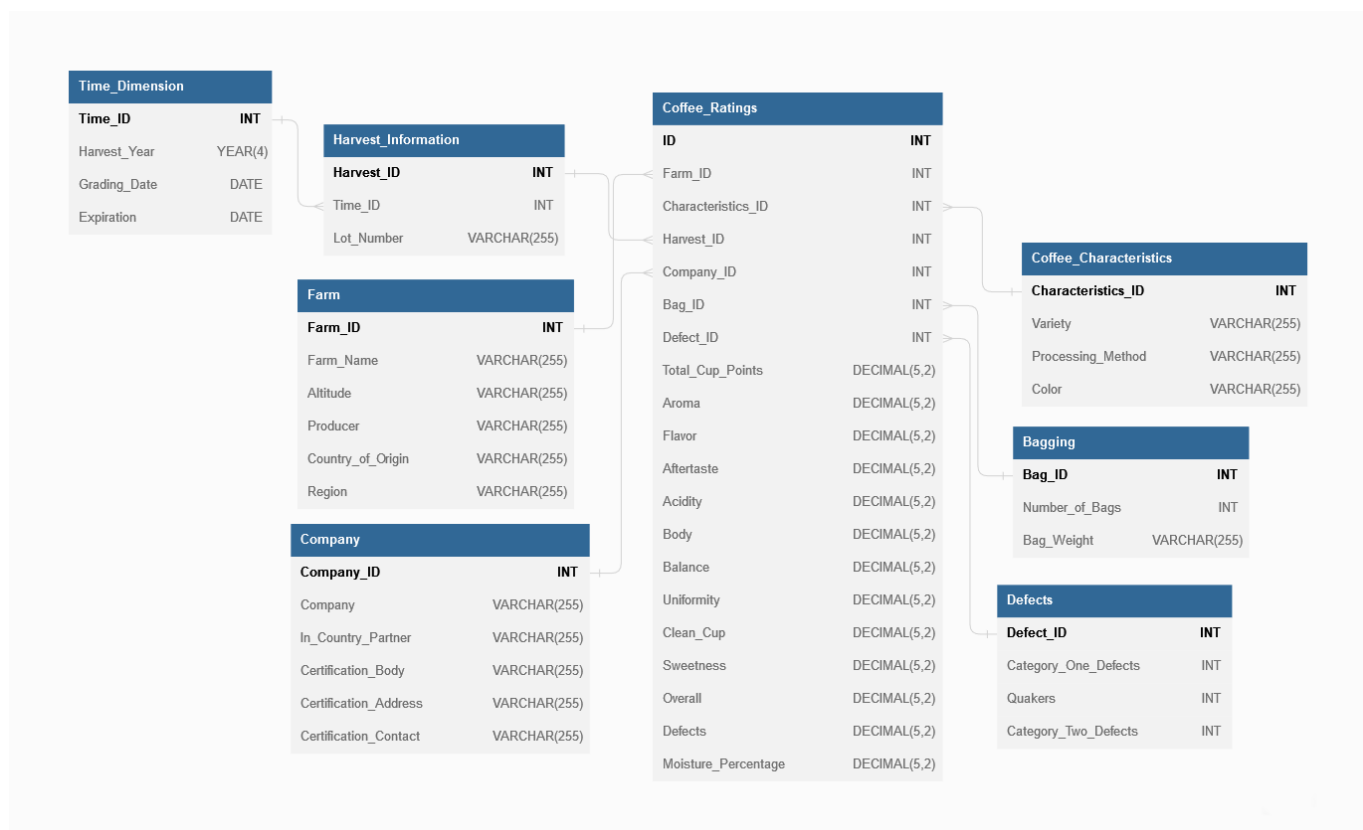 Time_Dimension
Time_ID INT
Harvest_Year YEAR(4)
Grading_Date DATE
Expiration DATE
Harvest_Information
Harvest_ID INT
Time_ID INT
Lot_Number VARCHAR(255)
Farm
Farm_ID INT
Farm_Name VARCHAR(255)
Altitude VARCHAR(255)
Producer VARCHAR(255)
Country_of_Origin VARCHAR(255)
Region VARCHAR(255)
Company
Company_ID INT
Company VARCHAR(255)
In_Country_Partner VARCHAR(255)
Certification_Body VARCHAR(255)
Certification_Address VARCHAR(255)
Certification_Contact VARCHAR(255)
Coffee_Ratings
ID INT
Farm_ID INT
Characteristics_ID INT
Harvest_ID INT
Company_ID INT
Bag_ID INT
Defect_ID INT
Total_Cup_Points DECIMAL(5,2)
Aroma DECIMAL(5,2)
Flavor DECIMAL(5,2)
Aftertaste DECIMAL(5,2)
Acidity DECIMAL(5,2)
Body DECIMAL(5,2)
Balance DECIMAL(5,2)
Uniformity DECIMAL(5,2)
Clean_Cup DECIMAL(5,2)
Sweetness DECIMAL(5,2)
Overall DECIMAL(5,2)
Defects DECIMAL(5,2)
Moisture_Percentage DECIMAL(5,2)
Coffee_Characteristics
Characteristics_ID INT
Variety VARCHAR(255)
Processing_Method VARCHAR(255)
Color VARCHAR(255)
Bagging
Bag_ID INT
Number_of_Bags INT
Bag_Weight VARCHAR(255)
Defects
Defect_ID INT
Category_One_Defects INT
Quakers INT
Category_Two_Defects INT